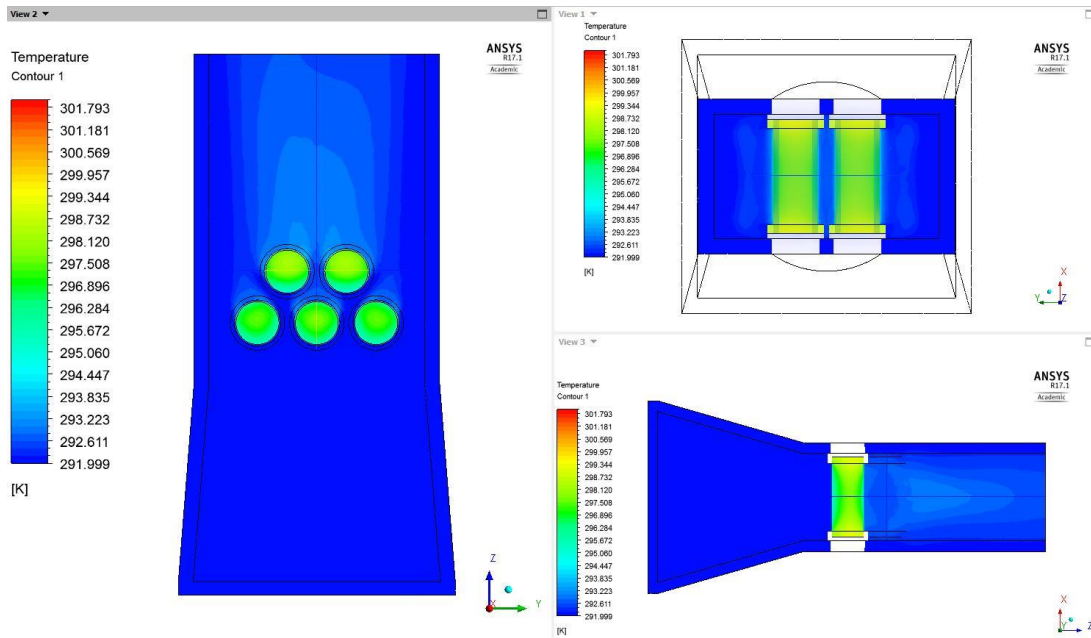 View 2
Temperature
Contour 1
301.793
301.181
300.569
299.957
299.344
298.732
298.120
297.508
296.896
296.284
295.672
295.060
294.447
293.835
293.223
292.611
291.999
[K]
ANSYS
R17.1
Academic
Z
X
Y
View 1
Temperature
Contour 1
301.793
301.181
300.569
299.957
299.344
298.732
298.120
297.508
296.896
296.284
295.672
295.060
294.447
293.835
293.223
292.611
291.999
[K]
ANSYS
R17.1
Academic
X
Y
Z
View 3
Temperature
Contour 1
301.793
301.181
300.569
299.957
299.344
298.732
298.120
297.508
296.896
296.284
295.672
295.060
294.447
293.835
293.223
292.611
291.999
[K]
ANSYS
R17.1
Academic
X
Y
Z